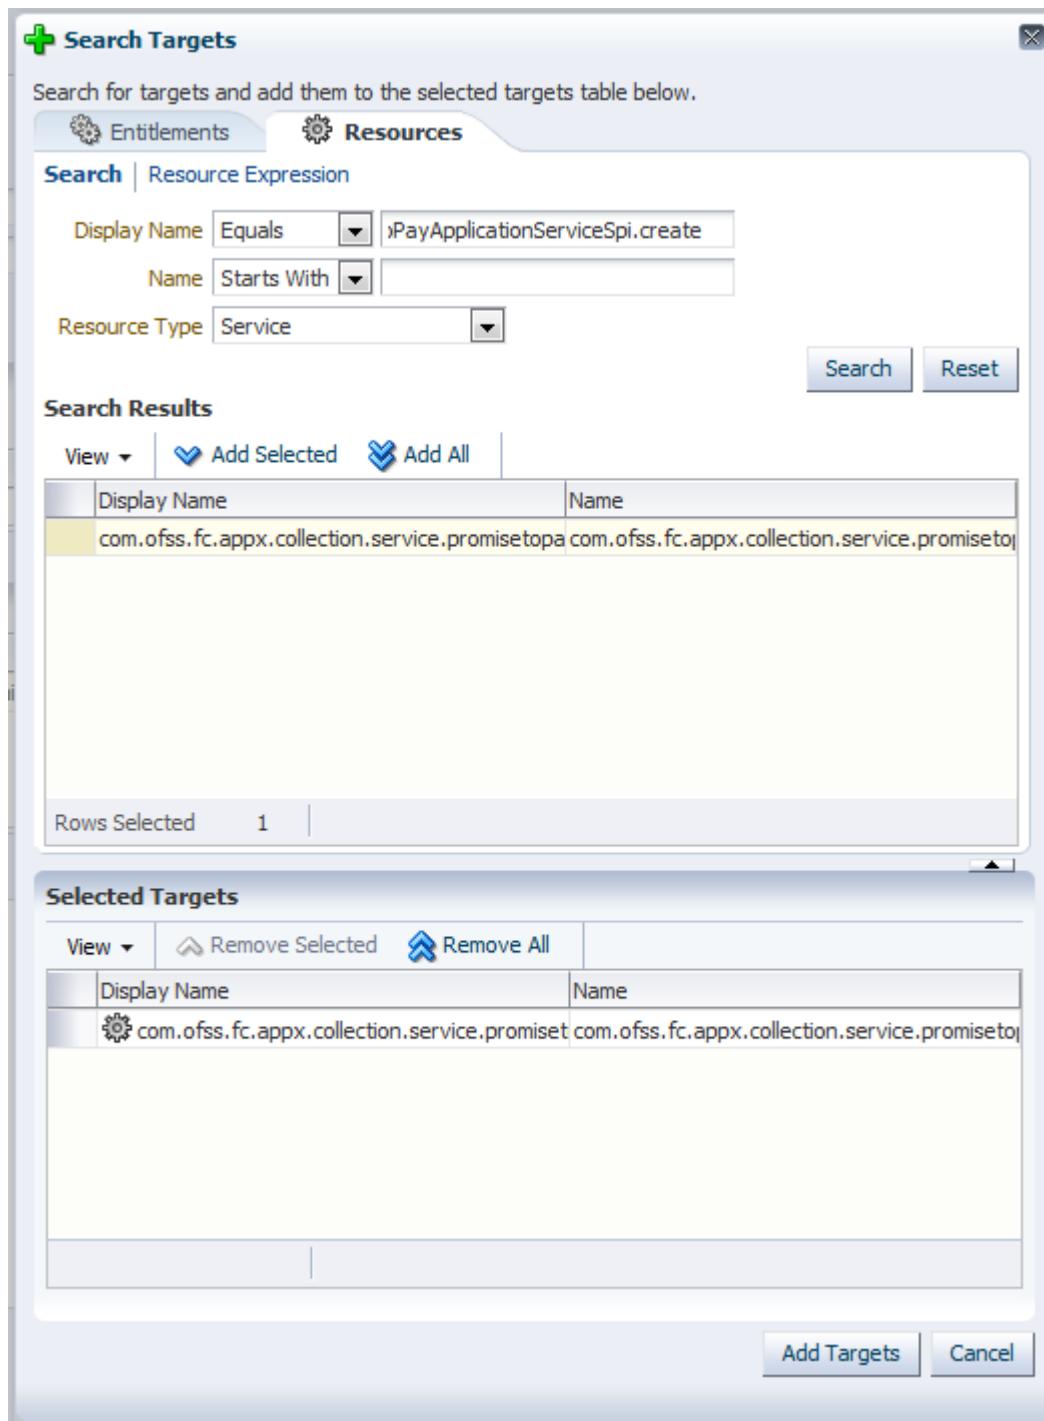 Search Targets
Search for targets and add them to the selected targets table below.
Entitlements Resources
Search Resource Expression
Display Name Equals PayApplicationServiceSpi.create
Name Starts With
Resource Type Service
Search Reset
Search Results
View Add Selected Add All
Display Name Name
com.ofss.fc.appx.collection.service.promisetopa com.ofss.fc.appx.collection.service.promisetop
Rows Selected 1
Selected Targets
View Remove Selected Remove All
Display Name Name
com.ofss.fc.appx.collection.service.promiset com.ofss.fc.appx.collection.service.promisetop
Add Targets Cancel